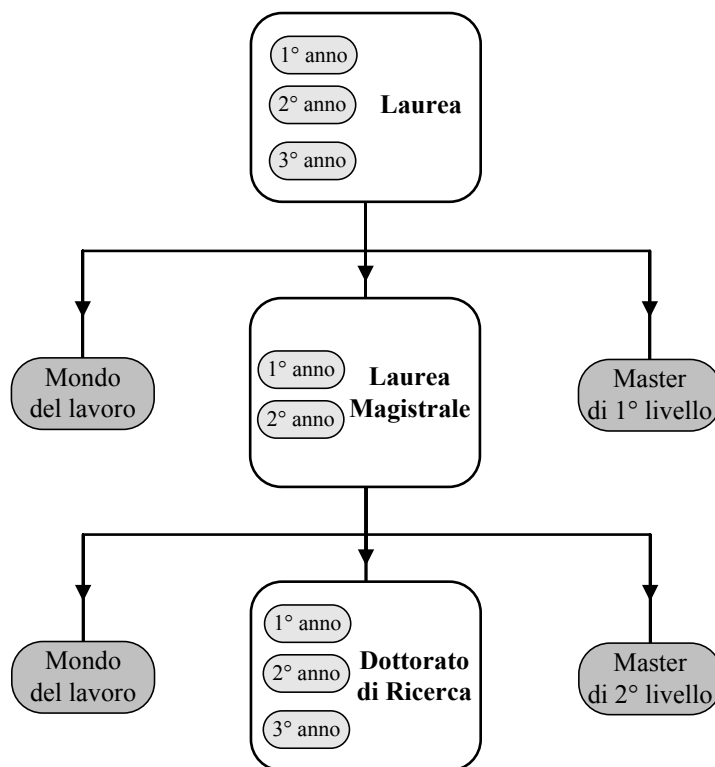 1° anno
2° anno
3° anno
Laurea
Mondo
del lavoro
1° anno
2° anno
Laurea
Magistrale
Master
di 1° livello
Mondo
del lavoro
1° anno
2° anno
3° anno
Dottorato
di Ricerca
Master
di 2° livello